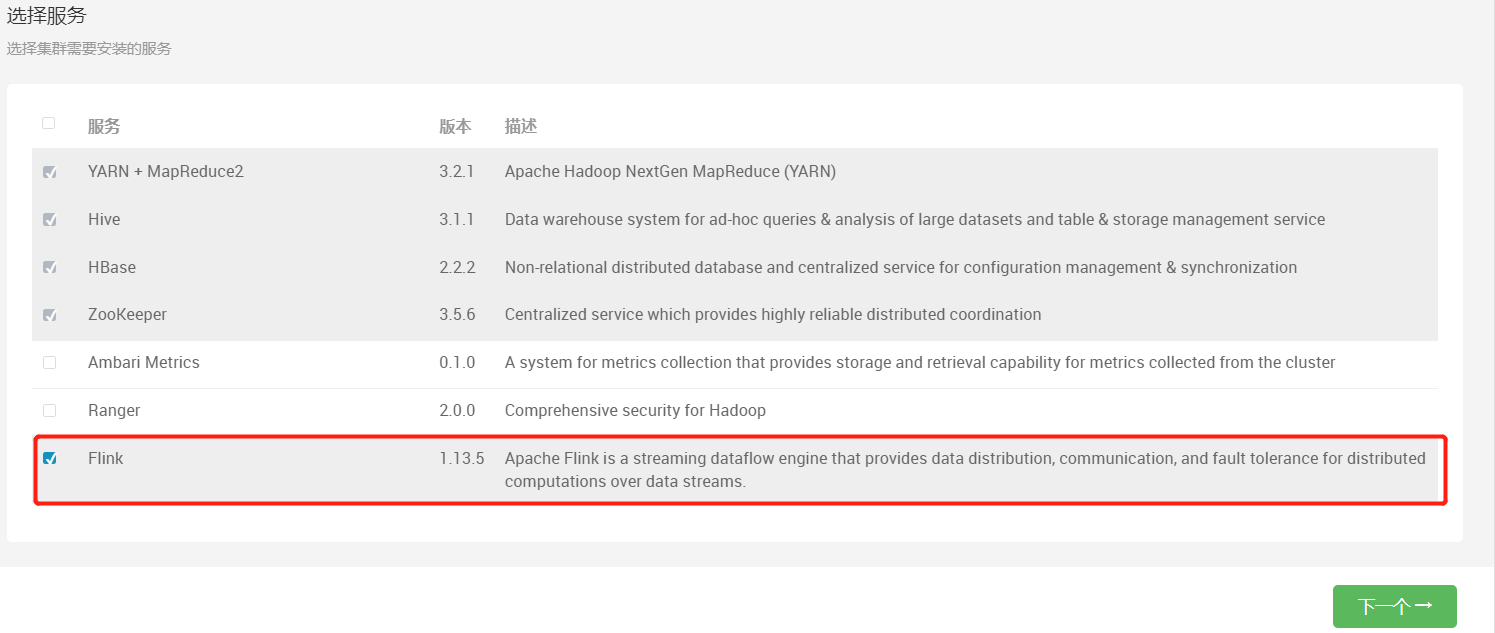 选择服务
选择集群需要安装的服务
服务 版本 描述
YARN + MapReduce2 3.2.1 Apache Hadoop NextGen MapReduce (YARN)
Hive 3.1.1 Data warehouse system for ad-hoc queries & analysis of large datasets and table & storage management service
HBase 2.2.2 Non-relational distributed database and centralized service for configuration management & synchronization
ZooKeeper 3.5.6 Centralized service which provides highly reliable distributed coordination
Ambari Metrics 0.1.0 A system for metrics collection that provides storage and retrieval capability for metrics collected from the cluster
Ranger 2.0.0 Comprehensive security for Hadoop
Flink 1.13.5 Apache Flink is a streaming dataflow engine that provides data distribution, communication, and fault tolerance for distributed
computations over data streams.
下一个→